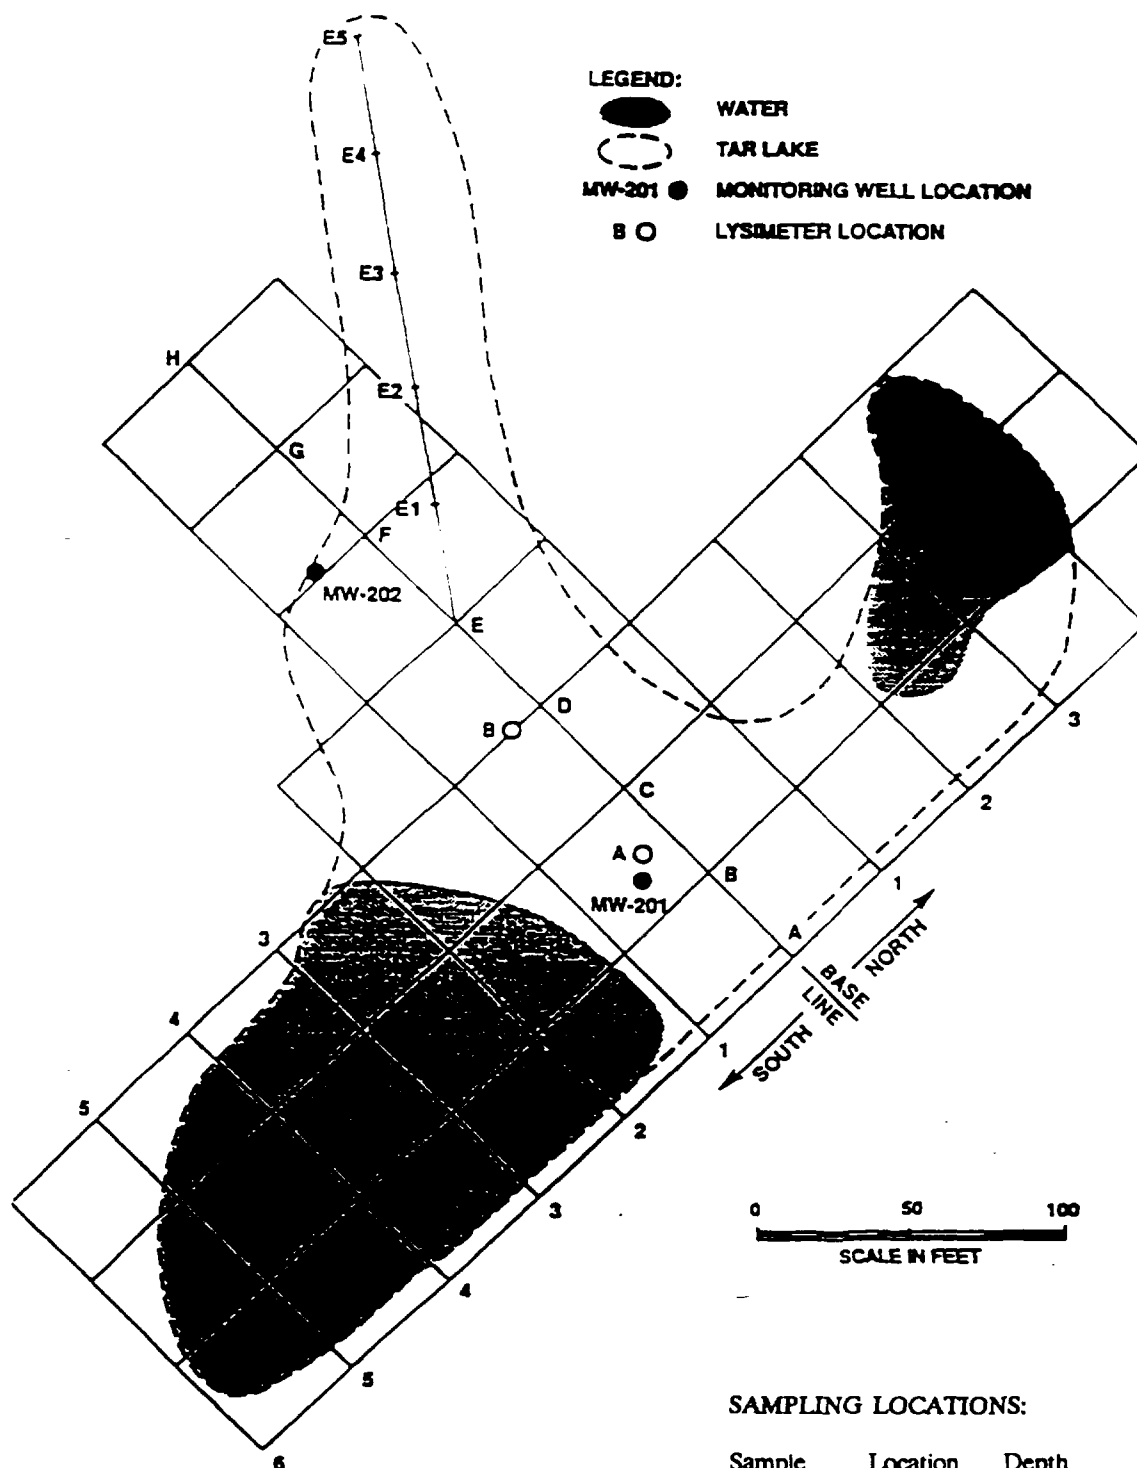 E5
LEGEND:
WATER
E4
TAR LAKE
MW-201 MONITORING WELL LOCATION
B LYSIMETER LOCATION
E3
H
E2
G
E1
F
MW-202
E
D
B
3
C
2
A
B
1
MW-201
A
NORTH
BASE
LINE
SOUTH
3
4
1
5
2
3
0 50 100
SCALE IN FEET
4
5
6
SAMPLING LOCATIONS:
Sample Location Depth